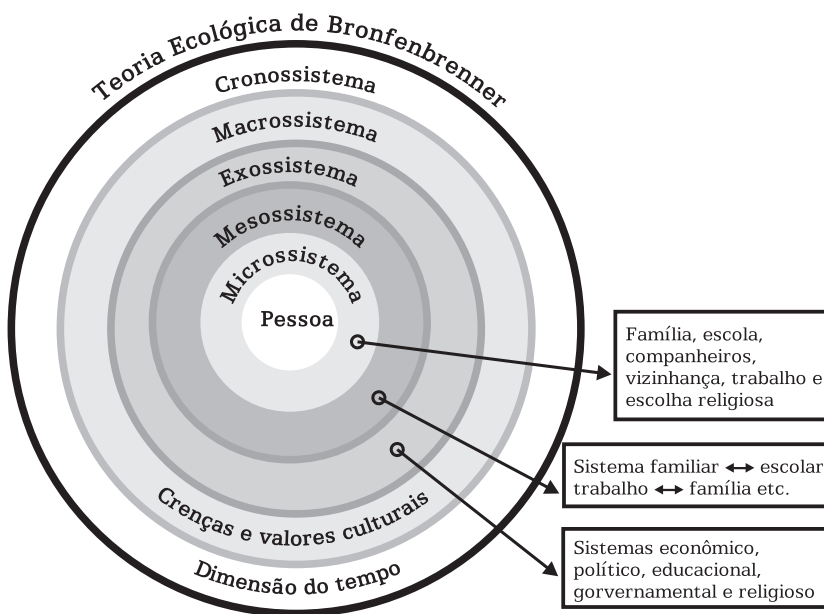 Teoria Ecológica de Bronfenbrenner
Cronossistema
Macrossistema
Exossistema
Mesossistema
Microssistema
Pessoa
Família, escola,
companheiros,
vizinhança, trabalho e
escolha religiosa
Sistema familiar ↔ escolar
trabalho ↔ família etc.
Sistemas econômico,
político, educacional,
gorvernamental e religioso
Crenças e valores culturais
Dimensão do tempo